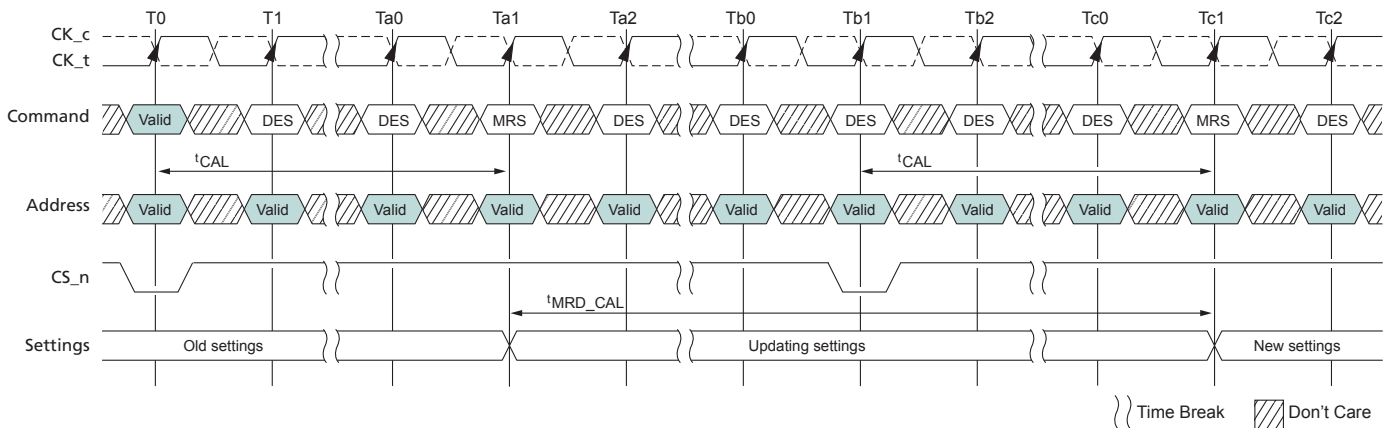 T0 T1 Ta0 Ta1 Ta2 Tb0 Tb1 Tb2 Tc0 Tc1 Tc2
CK_c
CK_t
Command Valid DES DES MRS DES DES DES DES DES MRS DES
tCAL tCAL
Address Valid Valid Valid Valid Valid Valid Valid Valid Valid Valid Valid
CS_n
tMRD_CAL
Settings Old settings Updating settings New settings
Time Break Don't Care